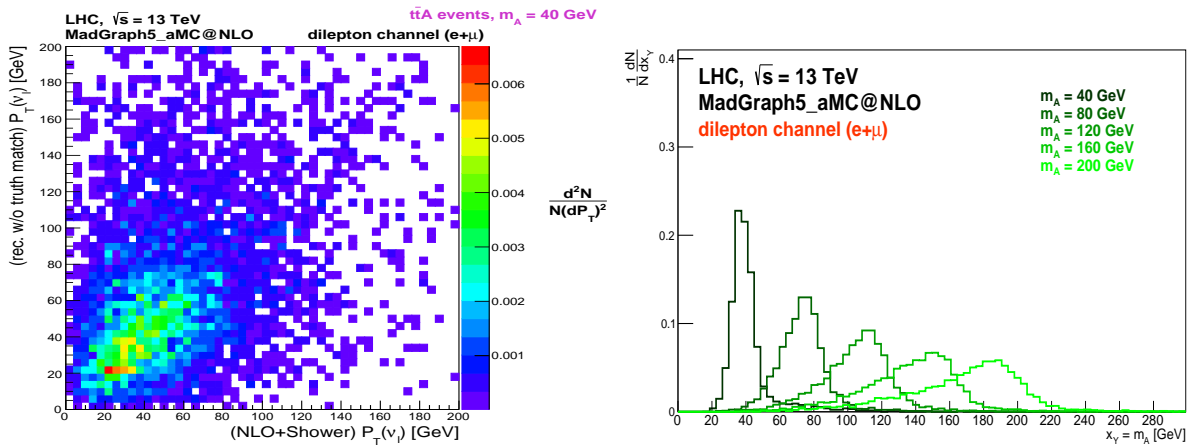 LHC, √s = 13 TeV
tt̄A events, m_A = 40 GeV
MadGraph5_aMC@NLO
dilepton channel (e+μ)
(rec. w/o truth match) P_T(ν_l) [GeV]
200
180
160
140
120
100
80
60
40
20
0
0 20 40 60 80 100 120 140 160 180 200
(NLO+Shower) P_T(ν_l) [GeV]
0.006
0.005
0.004
0.003
0.002
0.001
d²N
N(dP_T)²
1 dN
N dx_Y
0.4
0.3
0.2
0.1
0
LHC, √s = 13 TeV
MadGraph5_aMC@NLO
dilepton channel (e+μ)
m_A = 40 GeV
m_A = 80 GeV
m_A = 120 GeV
m_A = 160 GeV
m_A = 200 GeV
0 20 40 60 80 100 120 140 160 180 200 220 240 260 280
x_Y = m_A [GeV]